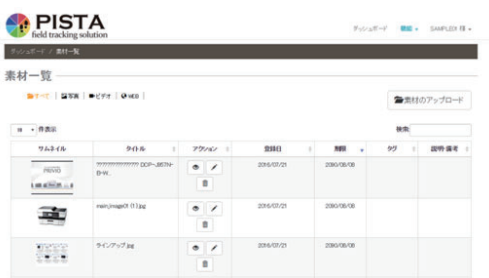 PISTA
field tracking solution
ダッシュボード 機能 SAMPLE01 様
ダッシュボード / 素材一覧
素材一覧
すべて 写真 ビデオ WEB
素材のアップロード
10 件表示 検索:
サムネイル タイトル アクション 登録日 期限 タグ 説明・備考
PRIVIO ???????????????? DCP-J957N-B-W... 2016/07/21 2030/08/08
main_image01 (1).jpg 2016/07/21 2030/08/08
ラインアップ.jpg 2016/07/21 2030/08/08